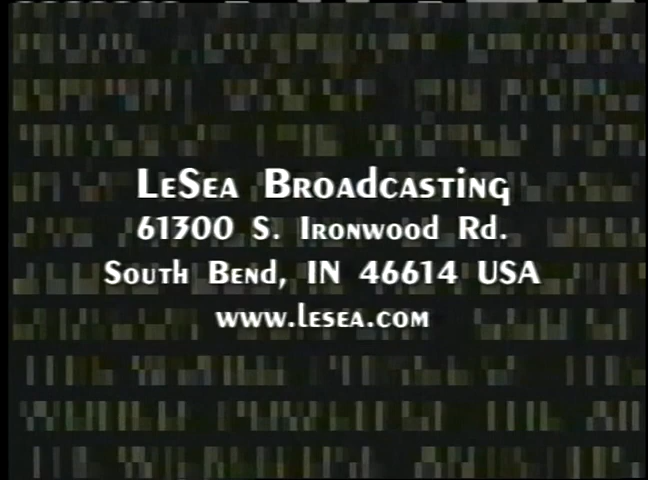 LeSea Broadcasting
61300 S. Ironwood Rd.
South Bend, IN 46614 USA
www.lesea.com